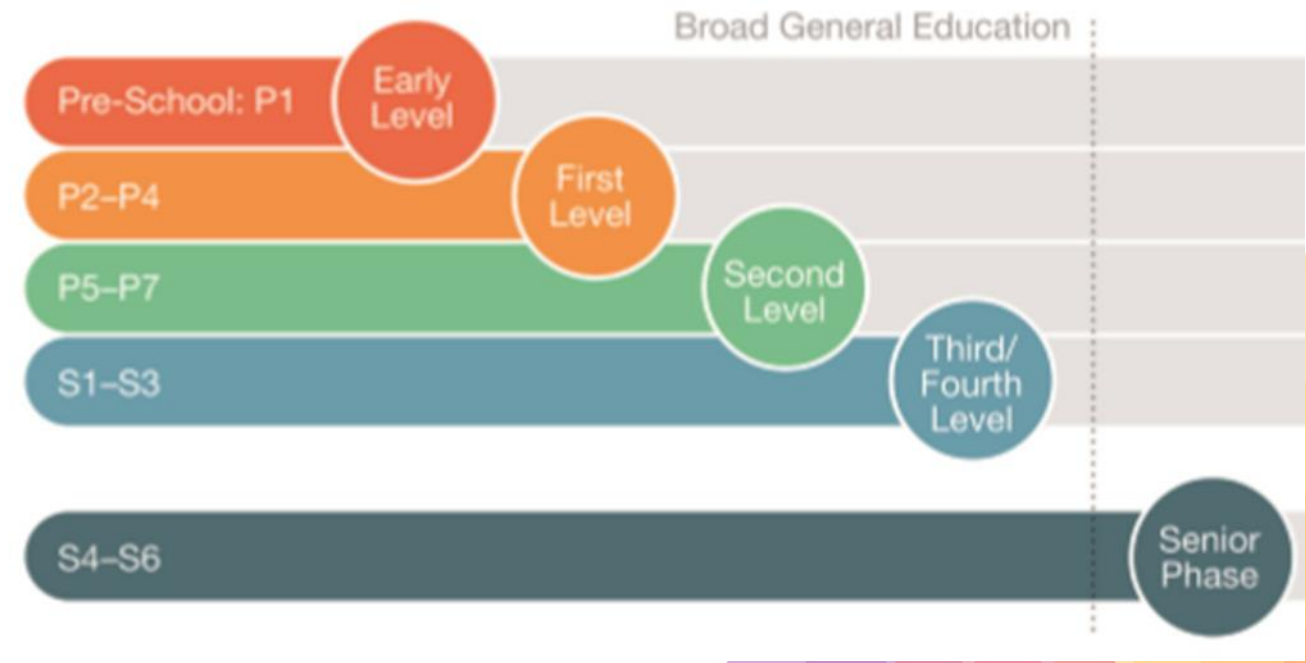 Broad General Education
Pre-School: P1
Early
Level
P2–P4
First
Level
P5–P7
Second
Level
S1–S3
Third/
Fourth
Level
S4–S6
Senior
Phase